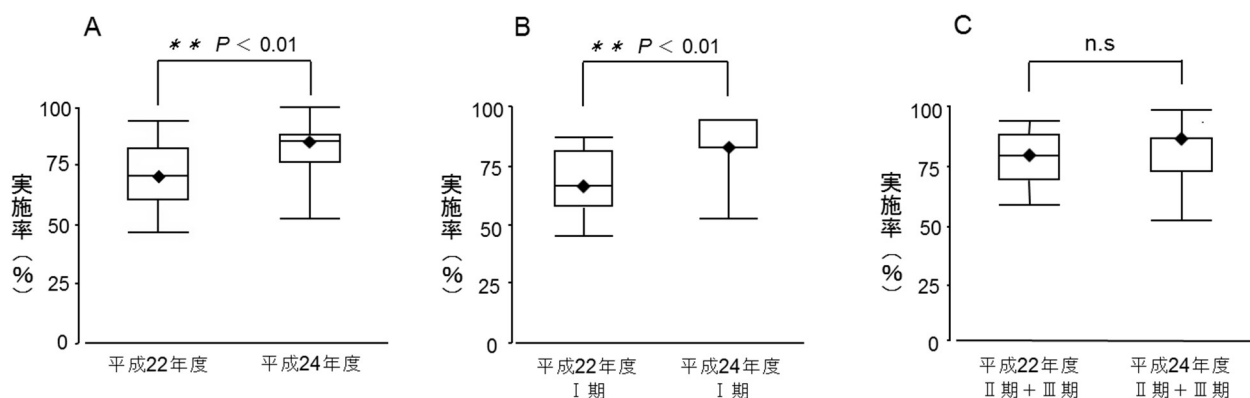 A
＊＊ P < 0.01
100
75
50
25
0
実施率(%)
平成22年度
平成24年度
B
＊＊ P < 0.01
100
75
50
25
0
実施率(%)
平成22年度
Ⅰ期
平成24年度
Ⅰ期
C
n.s
100
75
50
25
0
実施率(%)
平成22年度
Ⅱ期＋Ⅲ期
平成24年度
Ⅱ期＋Ⅲ期